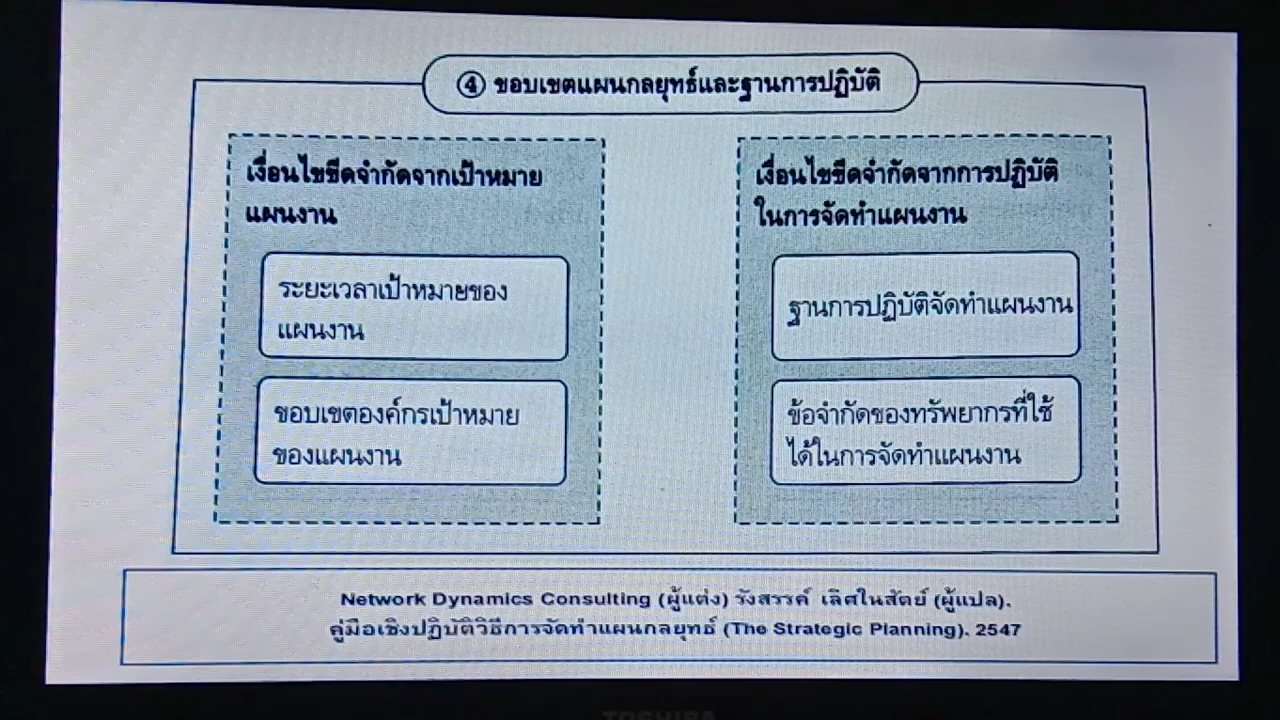 ④ ขอบเขตแผนกลยุทธ์และฐานการปฏิบัติ
เงื่อนไขขีดจำกัดจากเป้าหมาย
แผนงาน
ระยะเวลาเป้าหมายของ
แผนงาน
ขอบเขตองค์กรเป้าหมาย
ของแผนงาน
เงื่อนไขขีดจำกัดจากการปฏิบัติ
ในการจัดทำแผนงาน
ฐานการปฏิบัติจัดทำแผนงาน
ข้อจำกัดของทรัพยากรที่ใช้
ได้ในการจัดทำแผนงาน
Network Dynamics Consulting (ผู้แต่ง) รังสรรค์ เลิศในสัตย์ (ผู้แปล).
คู่มือเชิงปฏิบัติวิธีการจัดทำแผนกลยุทธ์ (The Strategic Planning). 2547
TOSHIBA